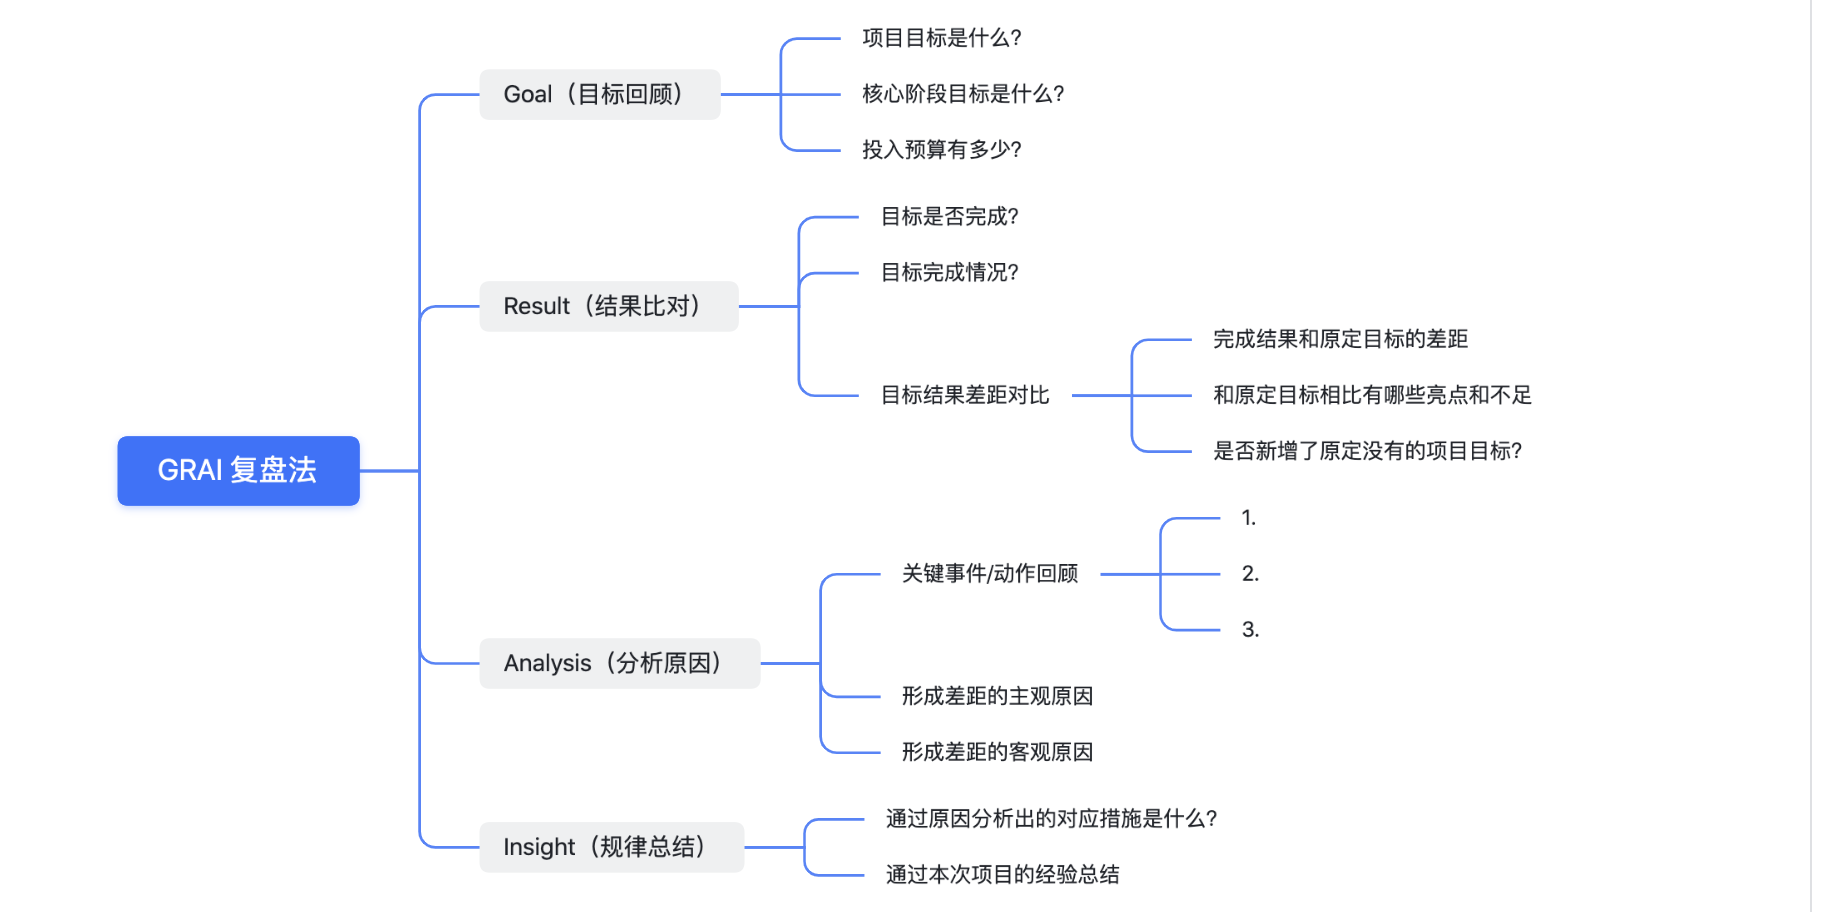 GRAI 复盘法
Goal（目标回顾）
项目目标是什么?
核心阶段目标是什么?
投入预算有多少?
Result（结果比对）
目标是否完成?
目标完成情况?
目标结果差距对比
完成结果和原定目标的差距
和原定目标相比有哪些亮点和不足
是否新增了原定没有的项目目标?
Analysis（分析原因）
关键事件/动作回顾
1.
2.
3.
形成差距的主观原因
形成差距的客观原因
Insight（规律总结）
通过原因分析出的对应措施是什么?
通过本次项目的经验总结